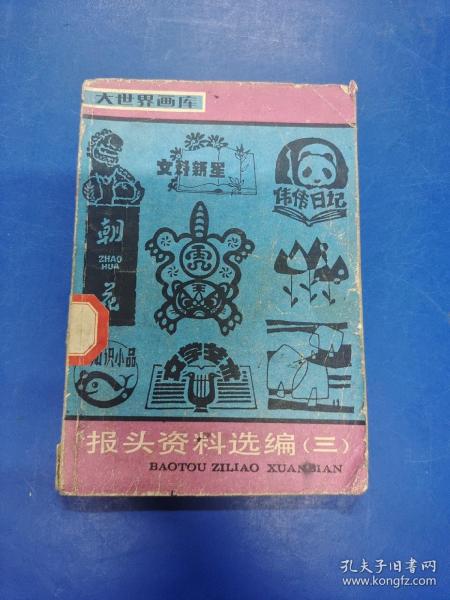 大世界画库
文科新星
伟伟日记
朝
ZHAO
HUA
花
虎
知识小品
文学艺术
报头资料选编(三)
BAOTOU ZILIAO XUANBIAN
孔夫子旧书网
www.kongfz.com